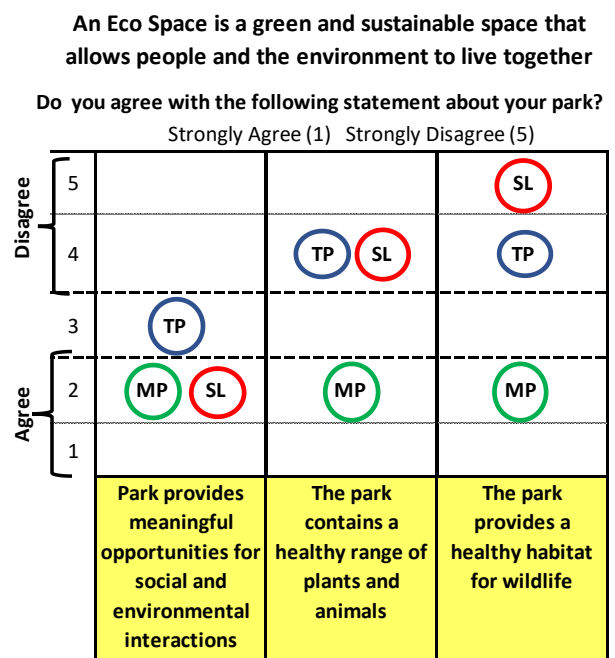 An Eco Space is a green and sustainable space that
allows people and the environment to live together
Do you agree with the following statement about your park?
Strongly Agree (1) Strongly Disagree (5)
Disagree
5
SL
4
TP SL
TP
3
TP
Agree
2
MP SL
MP
MP
1
Park provides
meaningful
opportunities for
social and
environmental
interactions
The park
contains a
healthy range of
plants and
animals
The park
provides a
healthy habitat
for wildlife